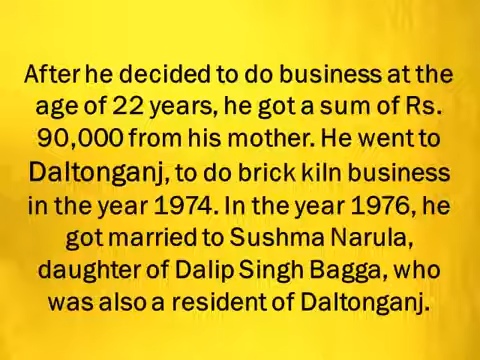 After he decided to do business at the
age of 22 years, he got a sum of Rs.
90,000 from his mother. He went to
Daltonganj, to do brick kiln business
in the year 1974. In the year 1976, he
got married to Sushma Narula,
daughter of Dalip Singh Bagga, who
was also a resident of Daltonganj.